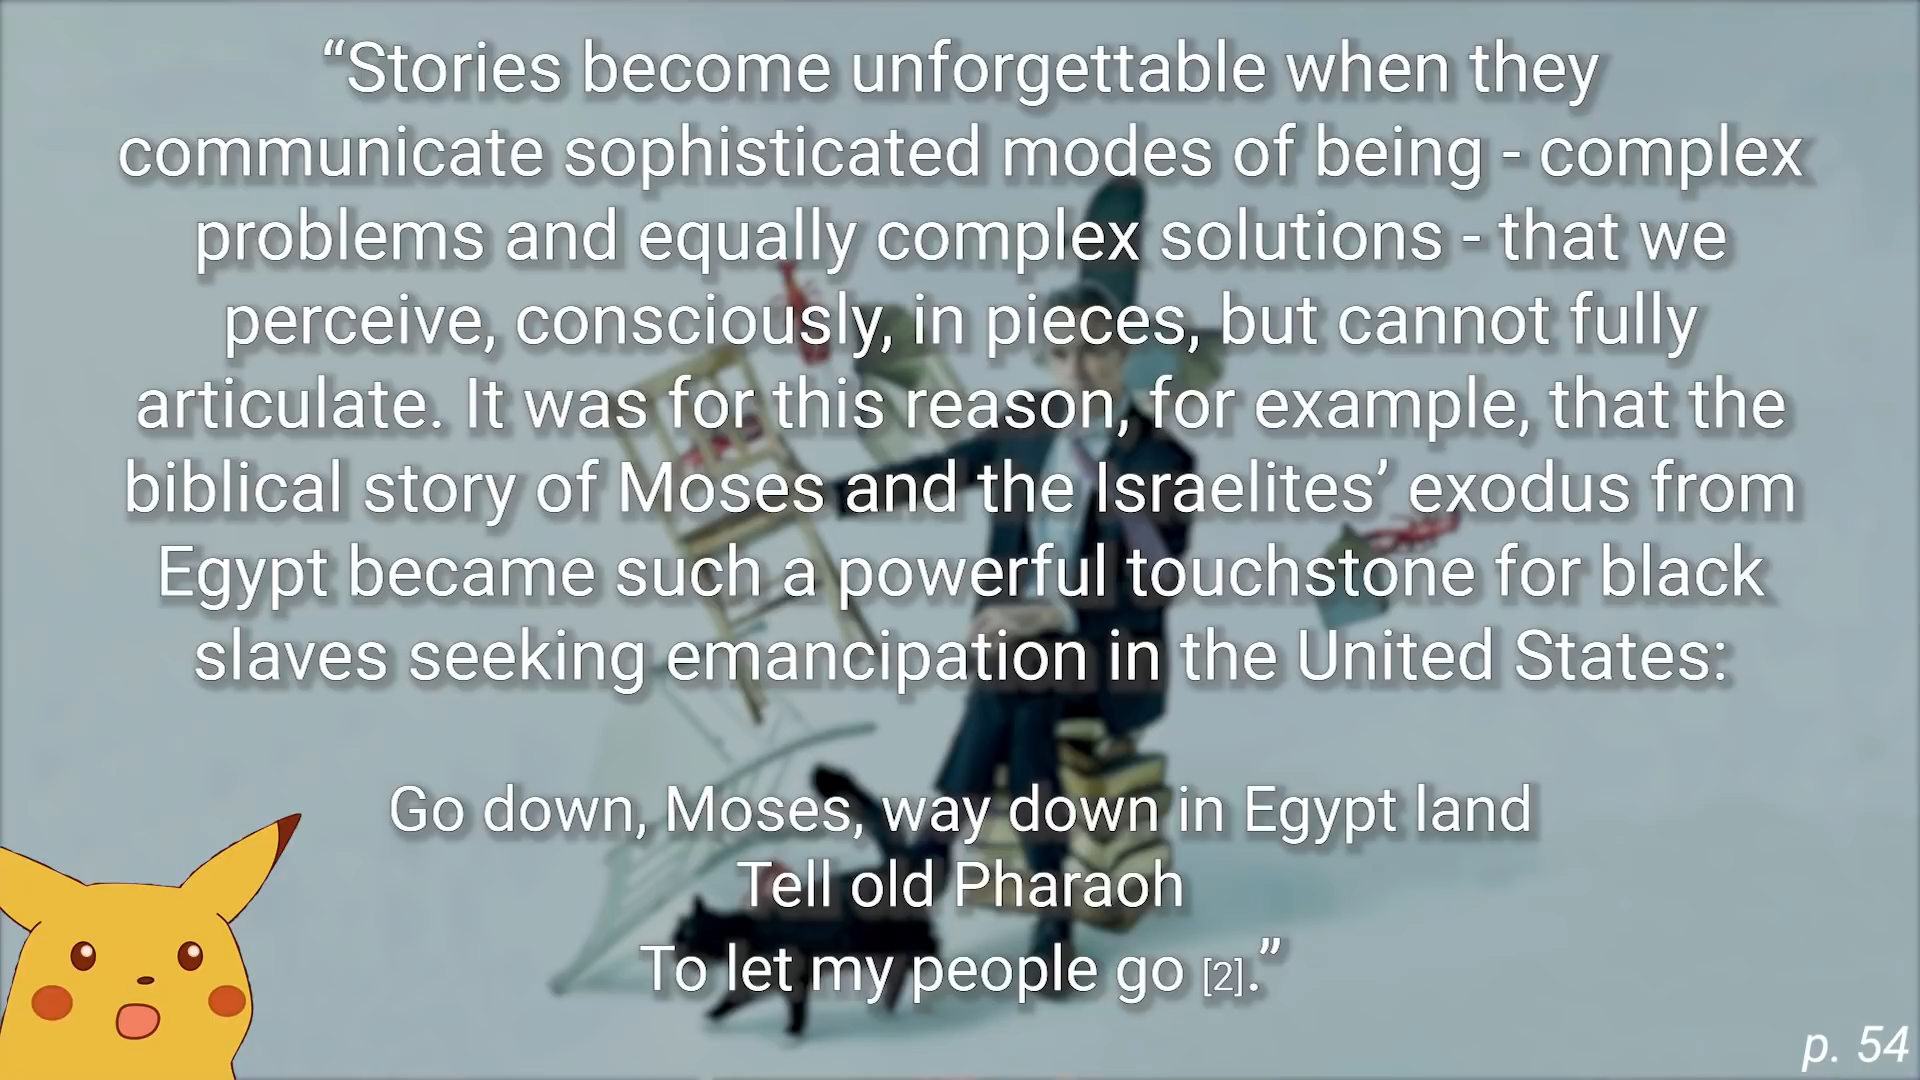 “Stories become unforgettable when they
communicate sophisticated modes of being - complex
problems and equally complex solutions - that we
perceive, consciously, in pieces, but cannot fully
articulate. It was for this reason, for example, that the
biblical story of Moses and the Israelites’ exodus from
Egypt became such a powerful touchstone for black
slaves seeking emancipation in the United States:
Go down, Moses, way down in Egypt land
Tell old Pharaoh
To let my people go [2].”
p. 54